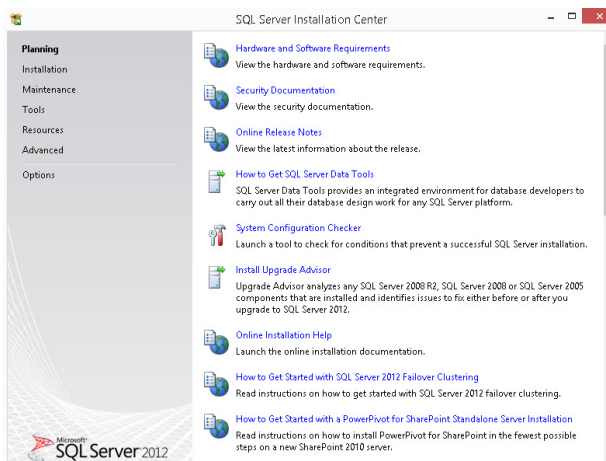 SQL Server Installation Center
Planning
Installation
Maintenance
Tools
Resources
Advanced
Options
Hardware and Software Requirements
View the hardware and software requirements.
Security Documentation
View the security documentation.
Online Release Notes
View the latest information about the release.
How to Get SQL Server Data Tools
SQL Server Data Tools provides an integrated environment for database developers to
carry out all their database design work for any SQL Server platform.
System Configuration Checker
Launch a tool to check for conditions that prevent a successful SQL Server installation.
Install Upgrade Advisor
Upgrade Advisor analyzes any SQL Server 2008 R2, SQL Server 2008 or SQL Server 2005
components that are installed and identifies issues to fix either before or after you
upgrade to SQL Server 2012.
Online Installation Help
Launch the online installation documentation.
How to Get Started with SQL Server 2012 Failover Clustering
Read instructions on how to get started with SQL Server 2012 failover clustering.
How to Get Started with a PowerPivot for SharePoint Standalone Server Installation
Read instructions on how to install PowerPivot for SharePoint in the fewest possible
steps on a new SharePoint 2010 server.
Microsoft
SQL Server 2012